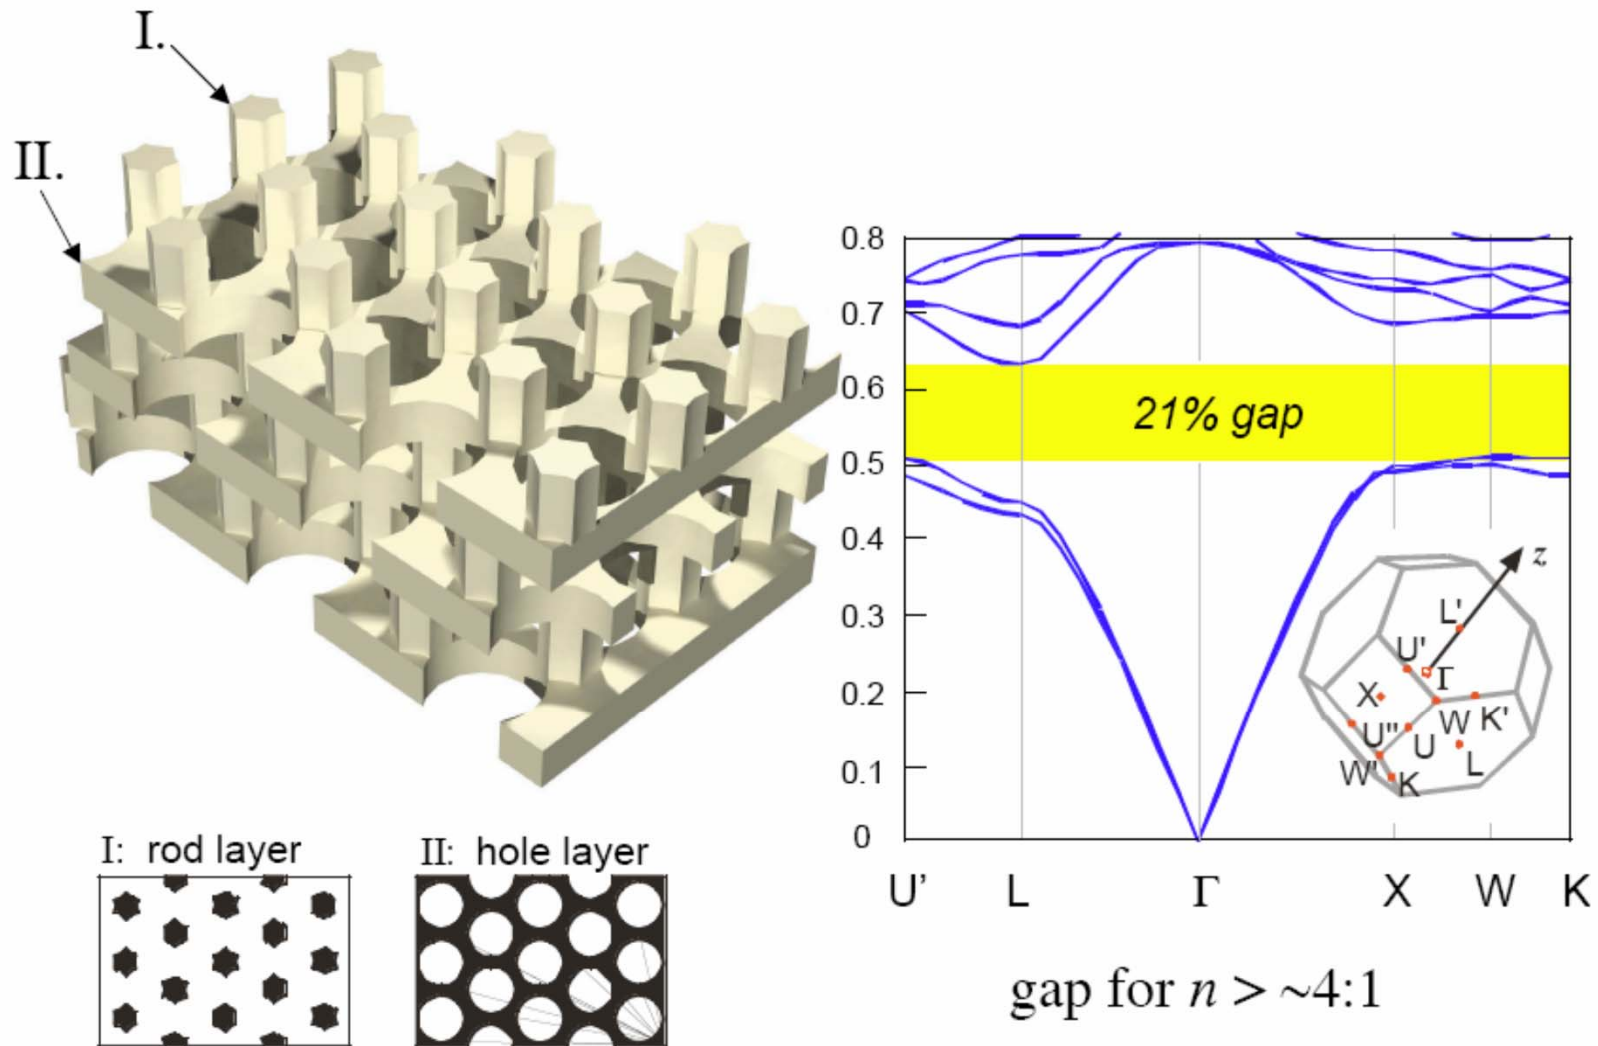 I.
II.
0.8
0.7
0.6
0.5
0.4
0.3
0.2
0.1
0
21% gap
z
L'
U'
Γ
X
W
K'
U"
U
L
W'
K
U’
L
Γ
X
W
K
I: rod layer
II: hole layer
gap for n > ~4:1